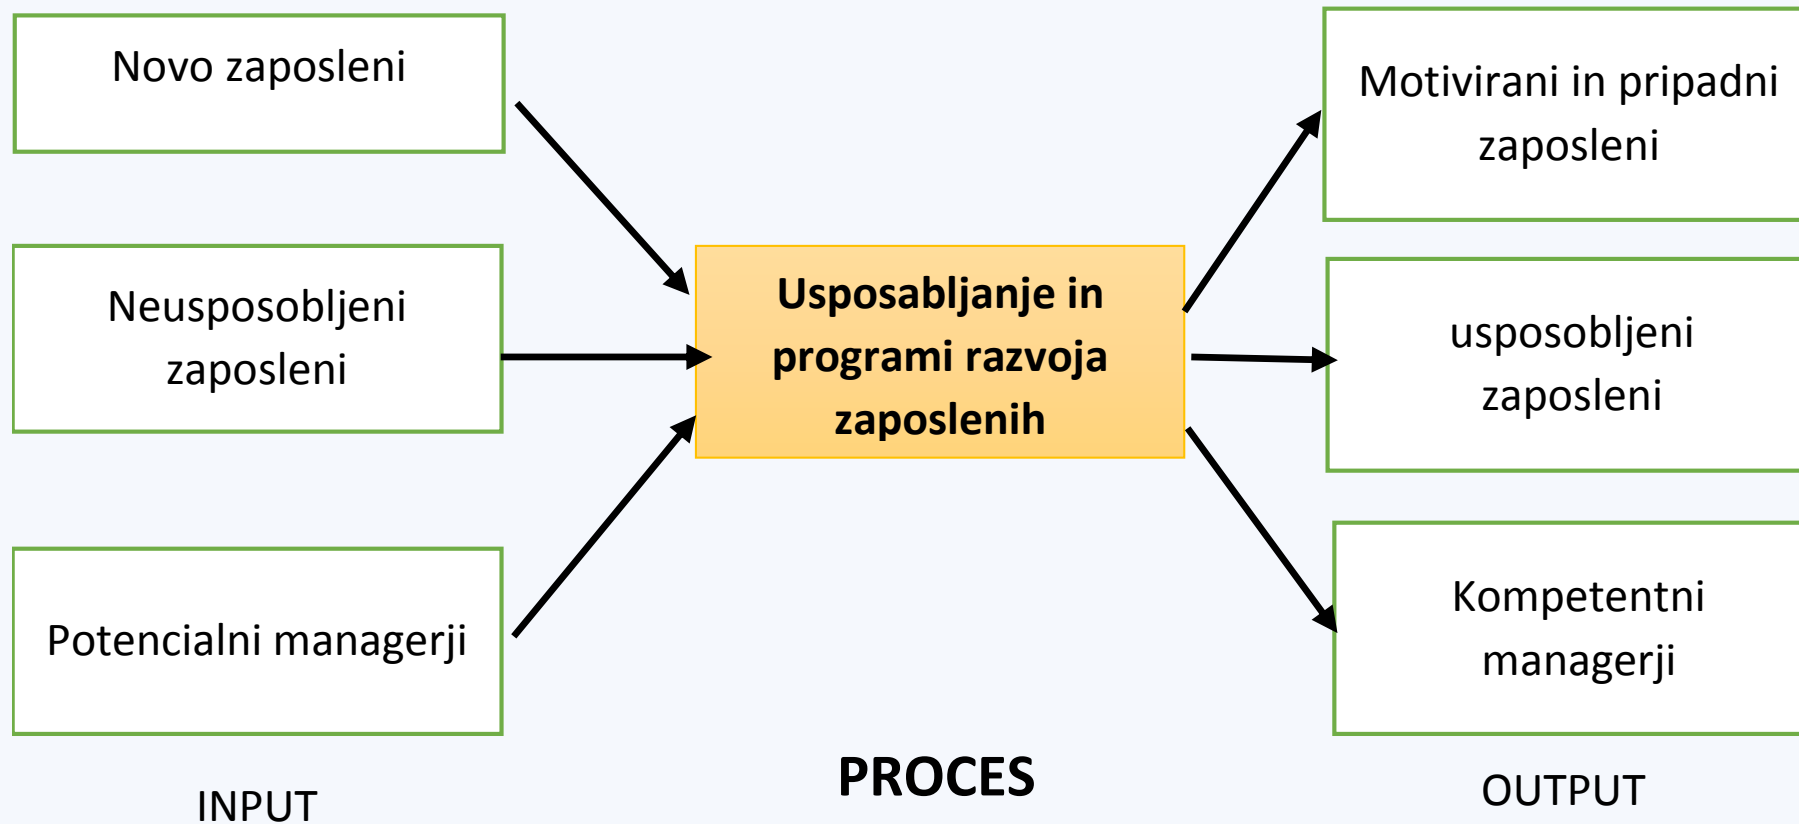 Novo zaposleni
Neusposobljeni
zaposleni
Potencialni managerji
INPUT
Usposabljanje in
programi razvoja
zaposlenih
PROCES
Motivirani in pripadni
zaposleni
usposobljeni
zaposleni
Kompetentni
managerji
OUTPUT